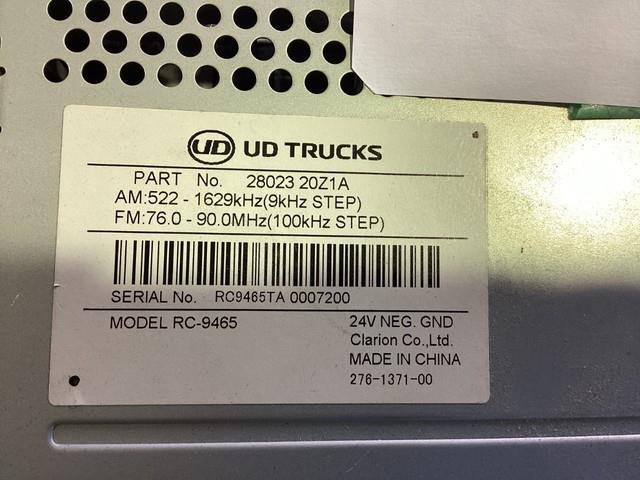 UD UD TRUCKS
PART No. 28023 20Z1A
AM:522 - 1629kHz(9kHz STEP)
FM:76.0 - 90.0MHz(100kHz STEP)
SERIAL No. RC9465TA 0007200
MODEL RC-9465
24V NEG. GND
Clarion Co.,Ltd.
MADE IN CHINA
276-1371-00